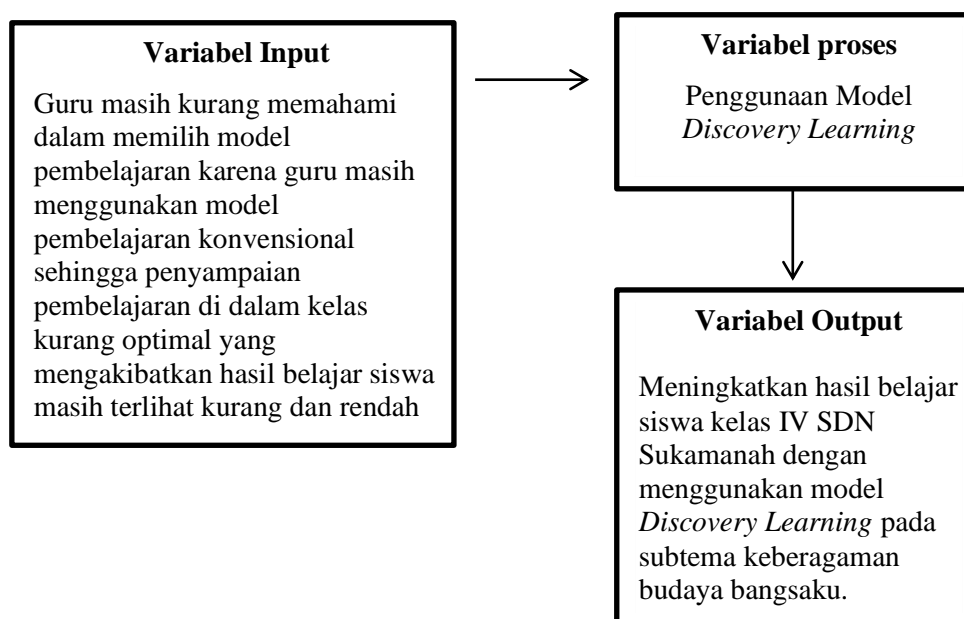 Variabel Input
Guru masih kurang memahami
dalam memilih model
pembelajaran karena guru masih
menggunakan model
pembelajaran konvensional
sehingga penyampaian
pembelajaran di dalam kelas
kurang optimal yang
mengakibatkan hasil belajar siswa
masih terlihat kurang dan rendah
Variabel proses
Penggunaan Model
Discovery Learning
Variabel Output
Meningkatkan hasil belajar
siswa kelas IV SDN
Sukamanah dengan
menggunakan model
Discovery Learning pada
subtema keberagaman
budaya bangsaku.